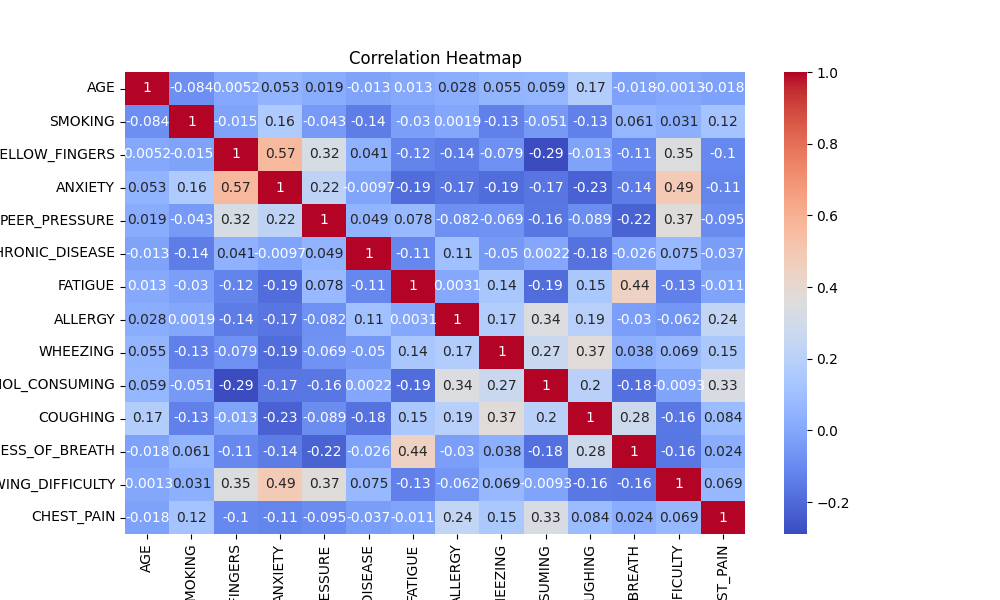 Correlation Heatmap
AGE 1 -0.084 0.0052 0.053 0.019 -0.013 0.013 0.028 0.055 0.059 0.17 -0.018 -0.0013 -0.018
SMOKING -0.084 1 -0.015 0.16 -0.043 -0.14 -0.03 0.0019 -0.13 -0.051 -0.13 0.061 0.031 0.12
ELLOW_FINGERS 0.0052 -0.015 1 0.57 0.32 0.041 -0.12 -0.14 -0.079 -0.29 -0.013 -0.11 0.35 -0.1
ANXIETY 0.053 0.16 0.57 1 0.22 -0.0097 -0.19 -0.17 -0.19 -0.17 -0.23 -0.14 0.49 -0.11
PEER_PRESSURE 0.019 -0.043 0.32 0.22 1 0.049 0.078 -0.082 -0.069 -0.16 -0.089 -0.22 0.37 -0.095
HRONIC_DISEASE -0.013 -0.14 0.041 -0.0097 0.049 1 -0.11 0.11 -0.05 0.0022 -0.18 -0.026 0.075 -0.037
FATIGUE 0.013 -0.03 -0.12 -0.19 0.078 -0.11 1 0.0031 0.14 -0.19 0.15 0.44 -0.13 -0.011
ALLERGY 0.028 0.0019 -0.14 -0.17 -0.082 0.11 0.0031 1 0.17 0.34 0.19 -0.03 -0.062 0.24
WHEEZING 0.055 -0.13 -0.079 -0.19 -0.069 -0.05 0.14 0.17 1 0.27 0.37 0.038 0.069 0.15
OL_CONSUMING 0.059 -0.051 -0.29 -0.17 -0.16 0.0022 -0.19 0.34 0.27 1 0.2 -0.18 -0.0093 0.33
COUGHING 0.17 -0.13 -0.013 -0.23 -0.089 -0.18 0.15 0.19 0.37 0.2 1 0.28 -0.16 0.084
ESS_OF_BREATH -0.018 0.061 -0.11 -0.14 -0.22 -0.026 0.44 -0.03 0.038 -0.18 0.28 1 -0.16 0.024
WING_DIFFICULTY -0.0013 0.031 0.35 0.49 0.37 0.075 -0.13 -0.062 0.069 -0.0093 -0.16 -0.16 1 0.069
CHEST_PAIN -0.018 0.12 -0.1 -0.11 -0.095 -0.037 -0.011 0.24 0.15 0.33 0.084 0.024 0.069 1
AGE
MOKING
FINGERS
ANXIETY
ESSURE
DISEASE
FATIGUE
ALLERGY
HEEZING
SUMING
UGHING
BREATH
FICULTY
ST_PAIN
1.0
0.8
0.6
0.4
0.2
0.0
−0.2